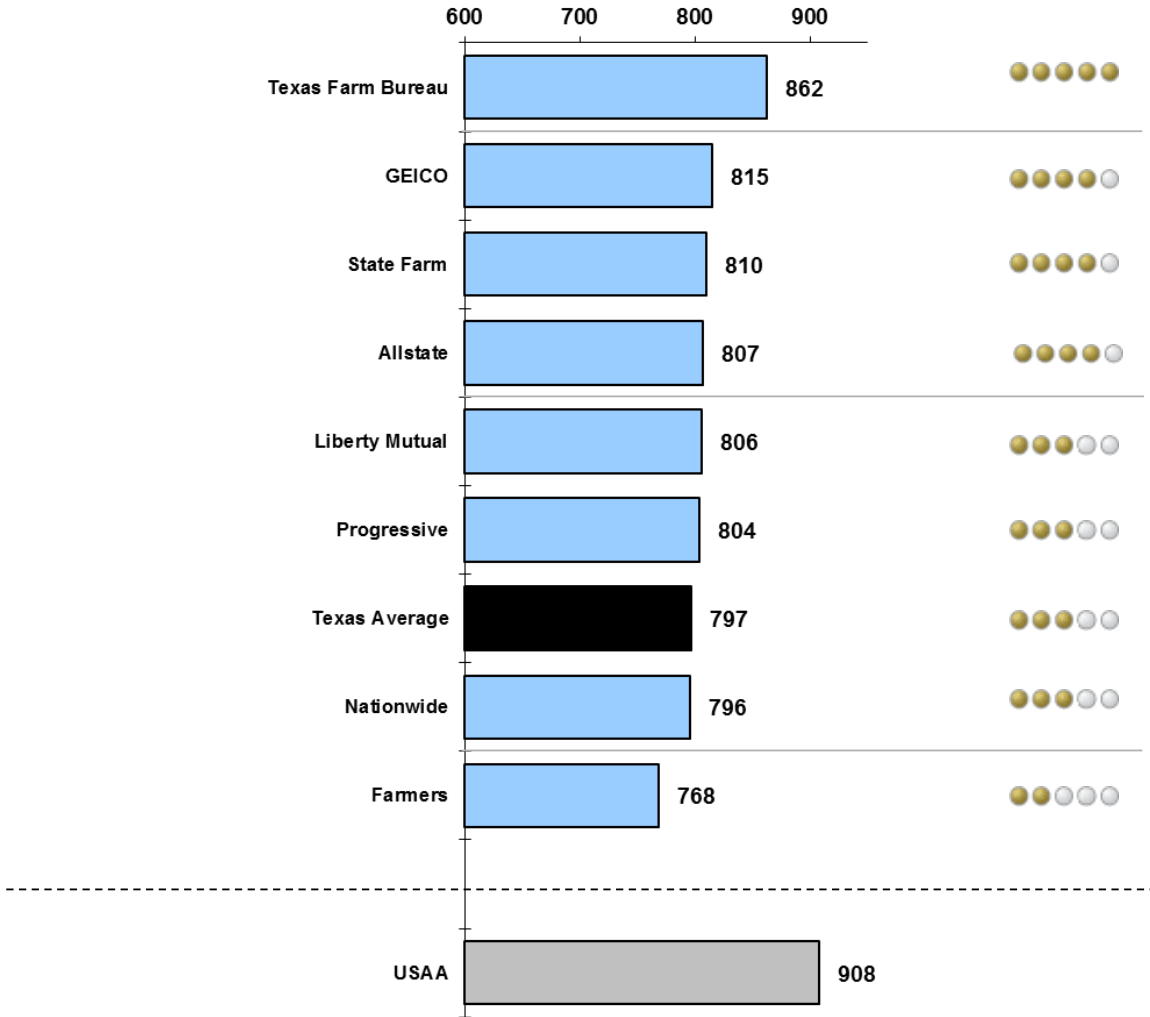 600 700 800 900
Texas Farm Bureau 862
GEICO 815
State Farm 810
Allstate 807
Liberty Mutual 806
Progressive 804
Texas Average 797
Nationwide 796
Farmers 768
USAA 908